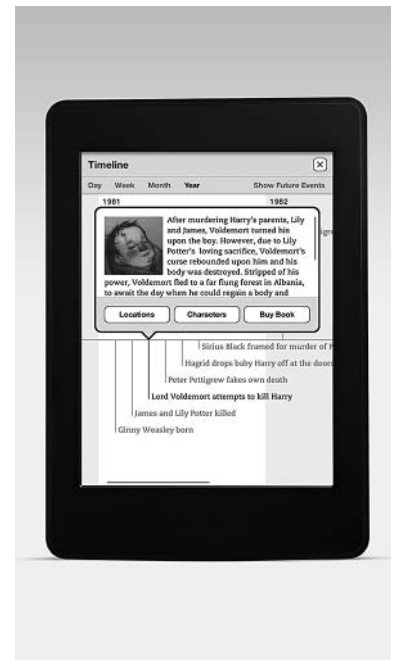 Timeline
Day Week Month Year Show Future Events
1981 1982
After murdering Harry's parents, Lily
and James, Voldemort turned his
upon the boy. However, due to Lily
Potter's loving sacrifice, Voldemort's
curse rebounded upon him and his
body was destroyed. Stripped of his
power, Voldemort fled to a far flung forest in Albania,
to await the day when he could regain a body and
Locations Characters Buy Book
Sirius Black framed for murder of P
Hagrid drops baby Harry off at the door
Peter Pettigrew fakes own death
Lord Voldemort attempts to kill Harry
James and Lily Potter killed
Ginny Weasley born